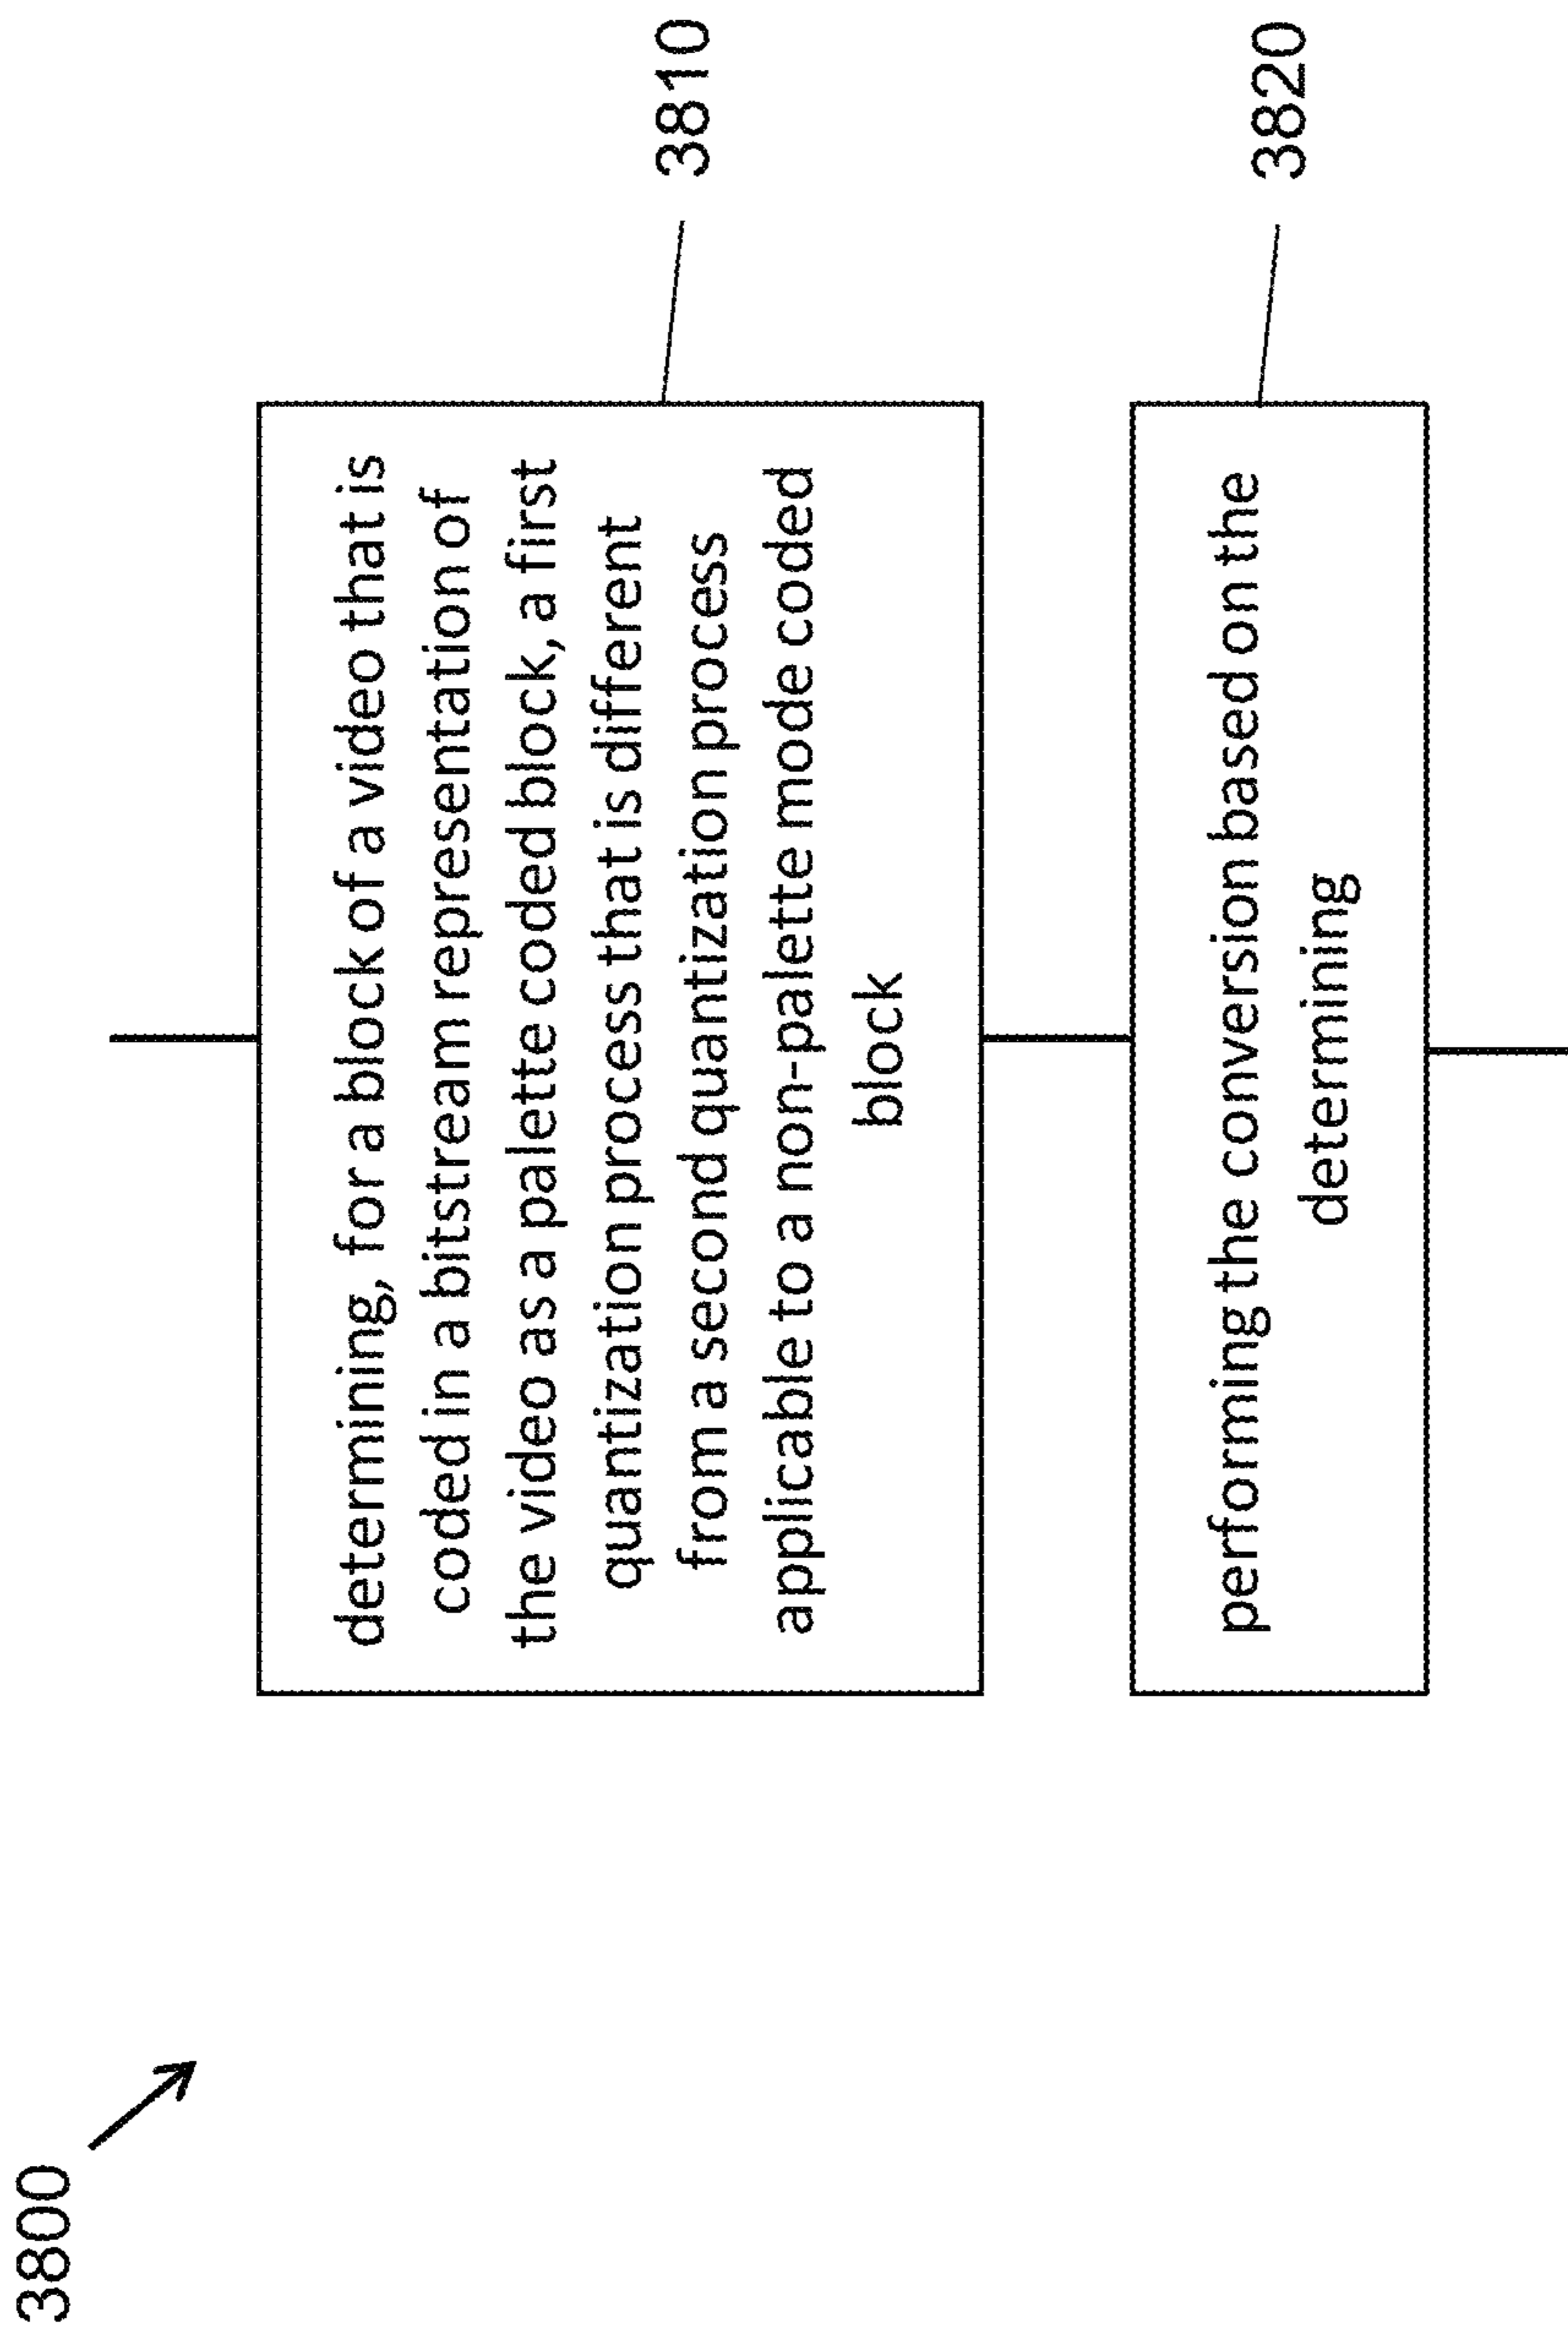 3800
determining, for a block of a video that is
coded in a bitstream representation of
the video as a palette coded block, a first
quantization process that is different
from a second quantization process
applicable to a non-palette mode coded
block
3810
performing the conversion based on the
determining
3820